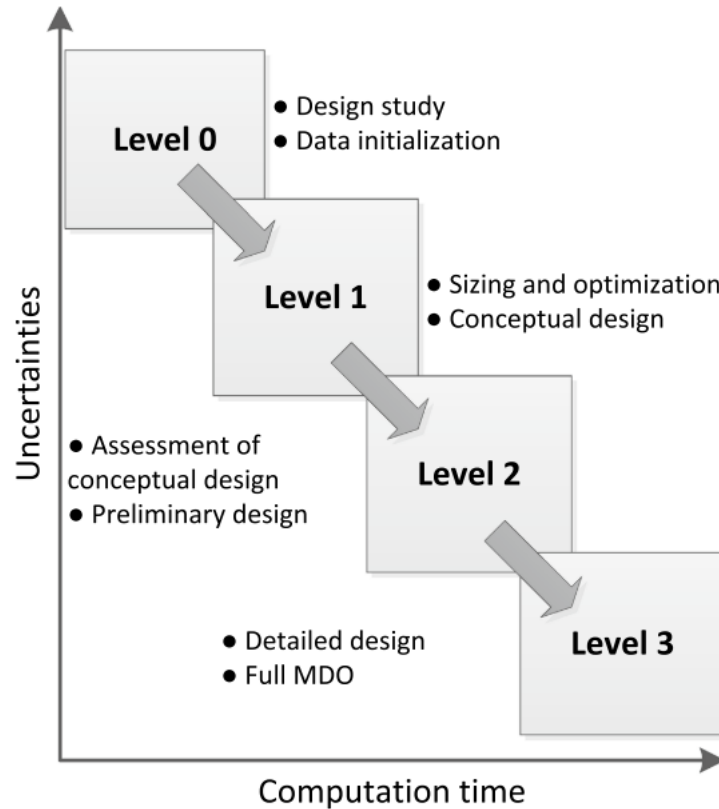 Level 0
● Design study
● Data initialization
Level 1
● Sizing and optimization
● Conceptual design
Uncertainties
● Assessment of
conceptual design
● Preliminary design
Level 2
● Detailed design
● Full MDO
Level 3
Computation time